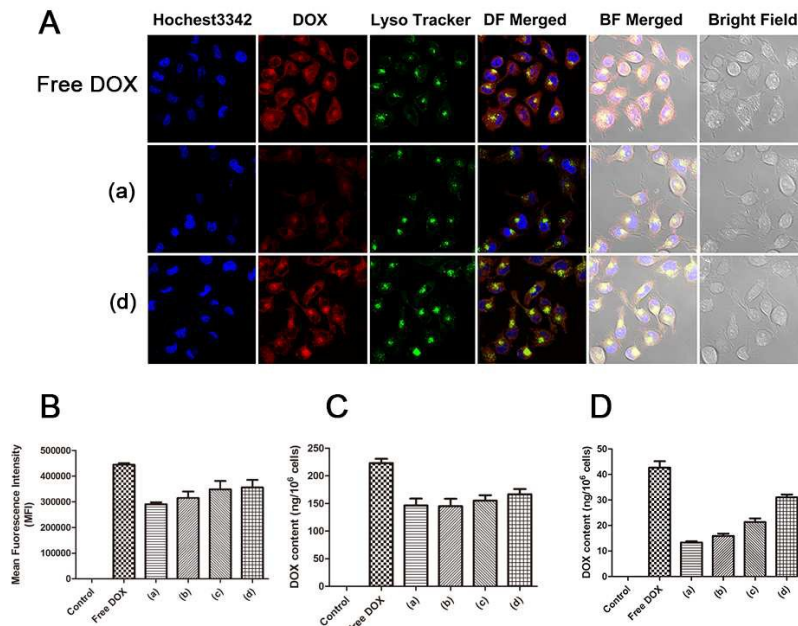 A
Hochest3342 DOX Lyso Tracker DF Merged BF Merged Bright Field
Free DOX
(a)
(d)
B
Mean Fluorescence Intensity
(MFI)
500000
400000
300000
200000
100000
0
Control Free DOX (a) (b) (c) (d)
C
DOX content (ng/10⁶ cells)
250
200
150
100
50
0
Control Free DOX (a) (b) (c) (d)
D
DOX content (ng/10⁶ cells)
50
40
30
20
10
0
Control Free DOX (a) (b) (c) (d)